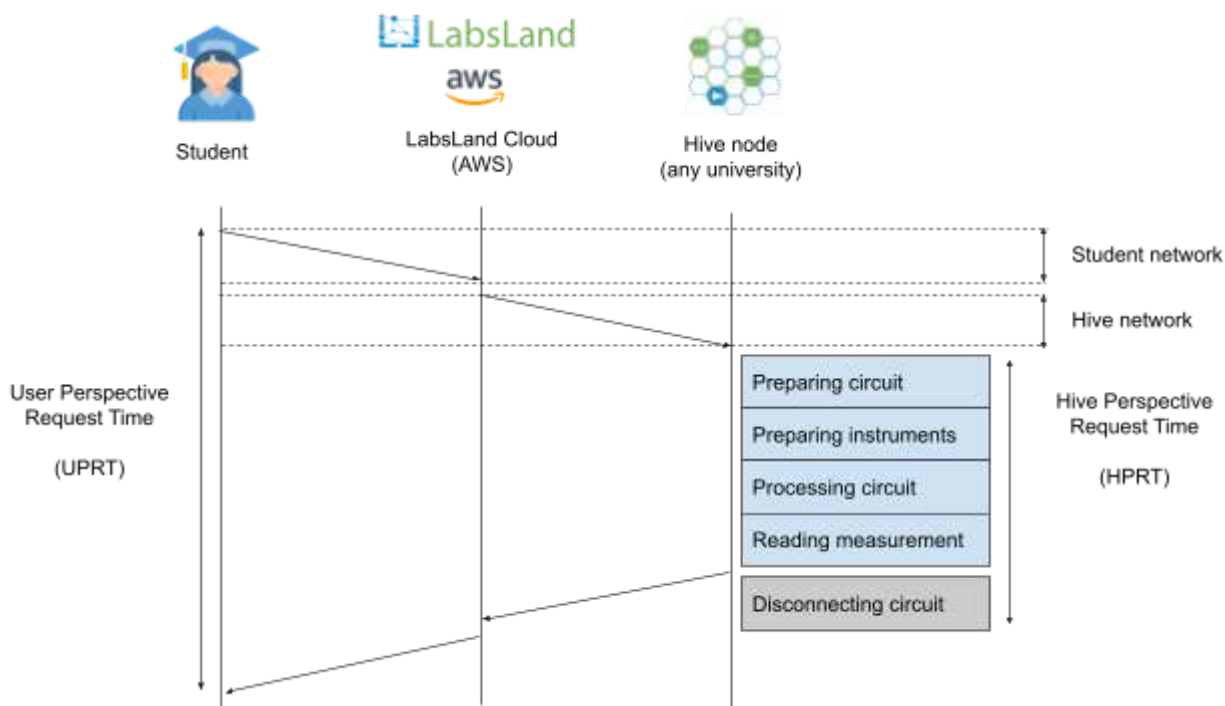 LabsLand
aws
Student
LabsLand Cloud
(AWS)
Hive node
(any university)
Student network
Hive network
User Perspective
Request Time
(UPRT)
Preparing circuit
Preparing instruments
Processing circuit
Reading measurement
Disconnecting circuit
Hive Perspective
Request Time
(HPRT)